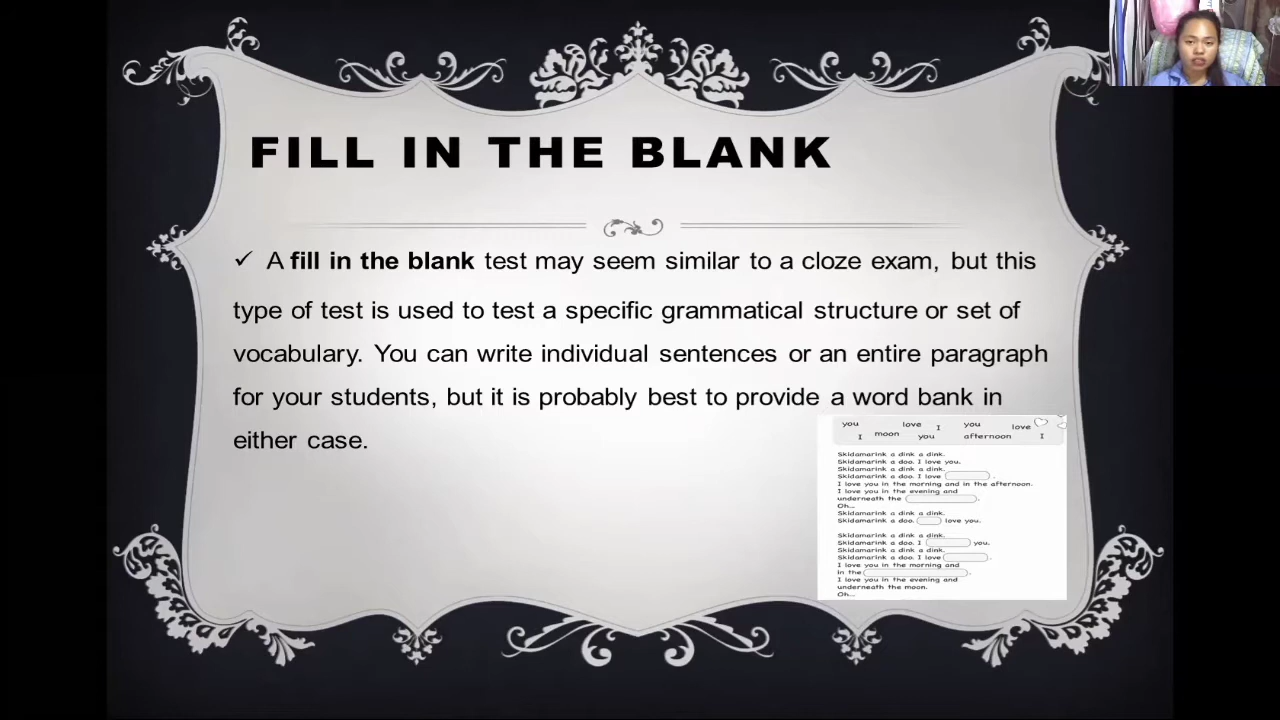 FILL IN THE BLANK
✓ A fill in the blank test may seem similar to a cloze exam, but this
type of test is used to test a specific grammatical structure or set of
vocabulary. You can write individual sentences or an entire paragraph
for your students, but it is probably best to provide a word bank in
either case.
you love I you love
I moon you afternoon I
Skidamarink a dink a dink.
Skidamarink a doo. I love you.
Skidamarink a dink a dink.
Skidamarink a doo. I love .
I love you in the morning and in the afternoon.
I love you in the evening and
underneath the .
Oh...
Skidamarink a dink a dink.
Skidamarink a doo. love you.
Skidamarink a dink a dink.
Skidamarink a doo. I you.
Skidamarink a dink a dink.
Skidamarink a doo. I love .
I love you in the morning and
in the .
I love you in the evening and
underneath the moon.
Oh...